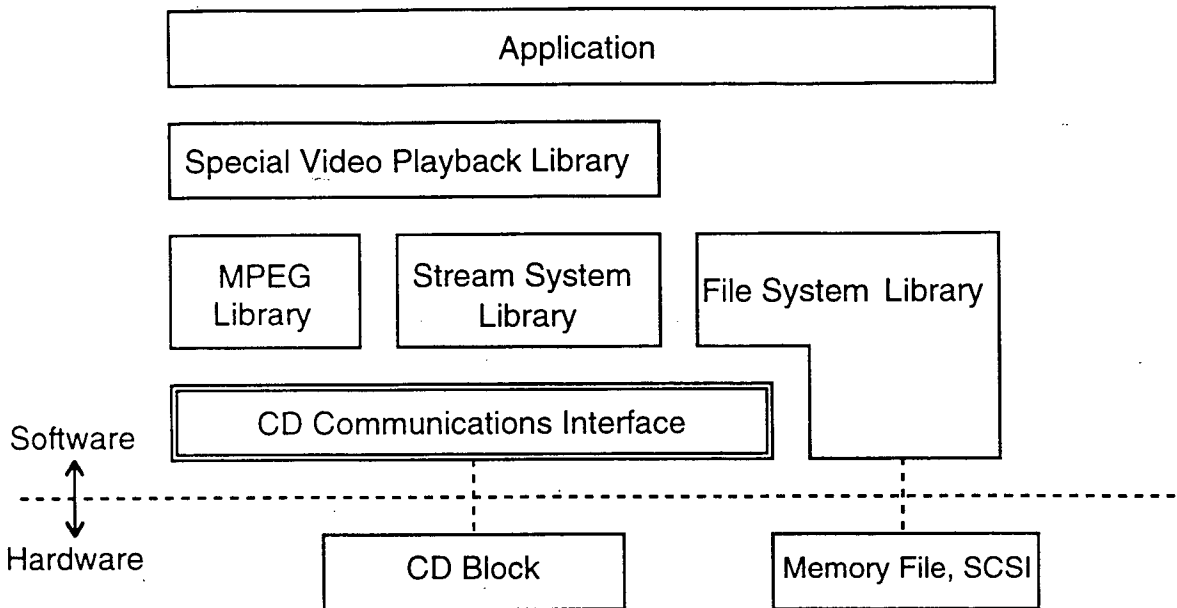 Application
Special Video Playback Library
MPEG
Library
Stream System
Library
File System Library
CD Communications Interface
Software
Hardware
CD Block
Memory File, SCSI